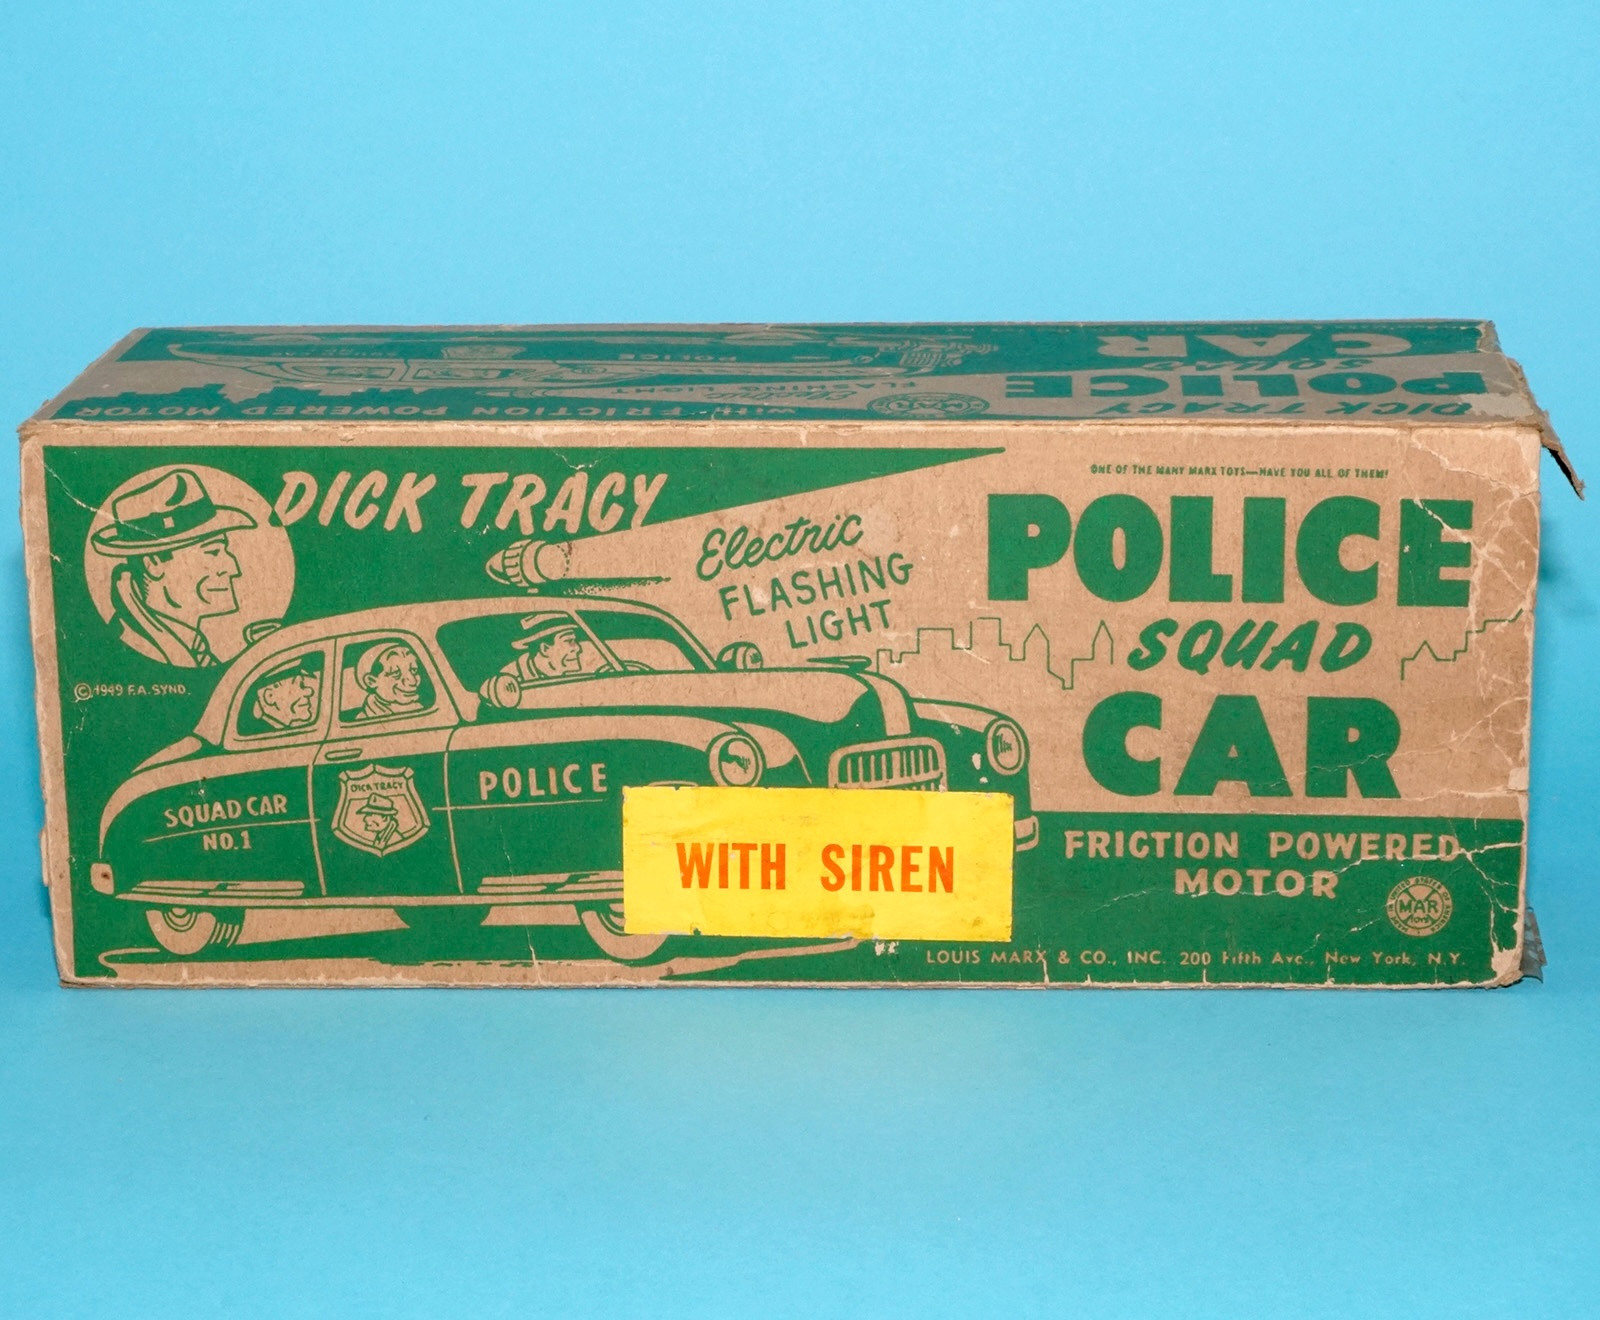 CAR
SQUAD
POLICE
DICK TRACY
POLICE
Electric
FLASHING LIGHT
WITH FRICTION POWERED MOTOR
DICK TRACY
ONE OF THE MANY MARX TOYS—HAVE YOU ALL OF THEM?
Electric
FLASHING
LIGHT
POLICE
SQUAD
CAR
© 1949 F.A. SYND.
DICK TRACY
POLICE
SQUAD CAR
NO.1
WITH SIREN
FRICTION POWERED
MOTOR
MAR
TOYS
LOUIS MARX & CO., INC. 200 Fifth Ave., New York, N.Y.